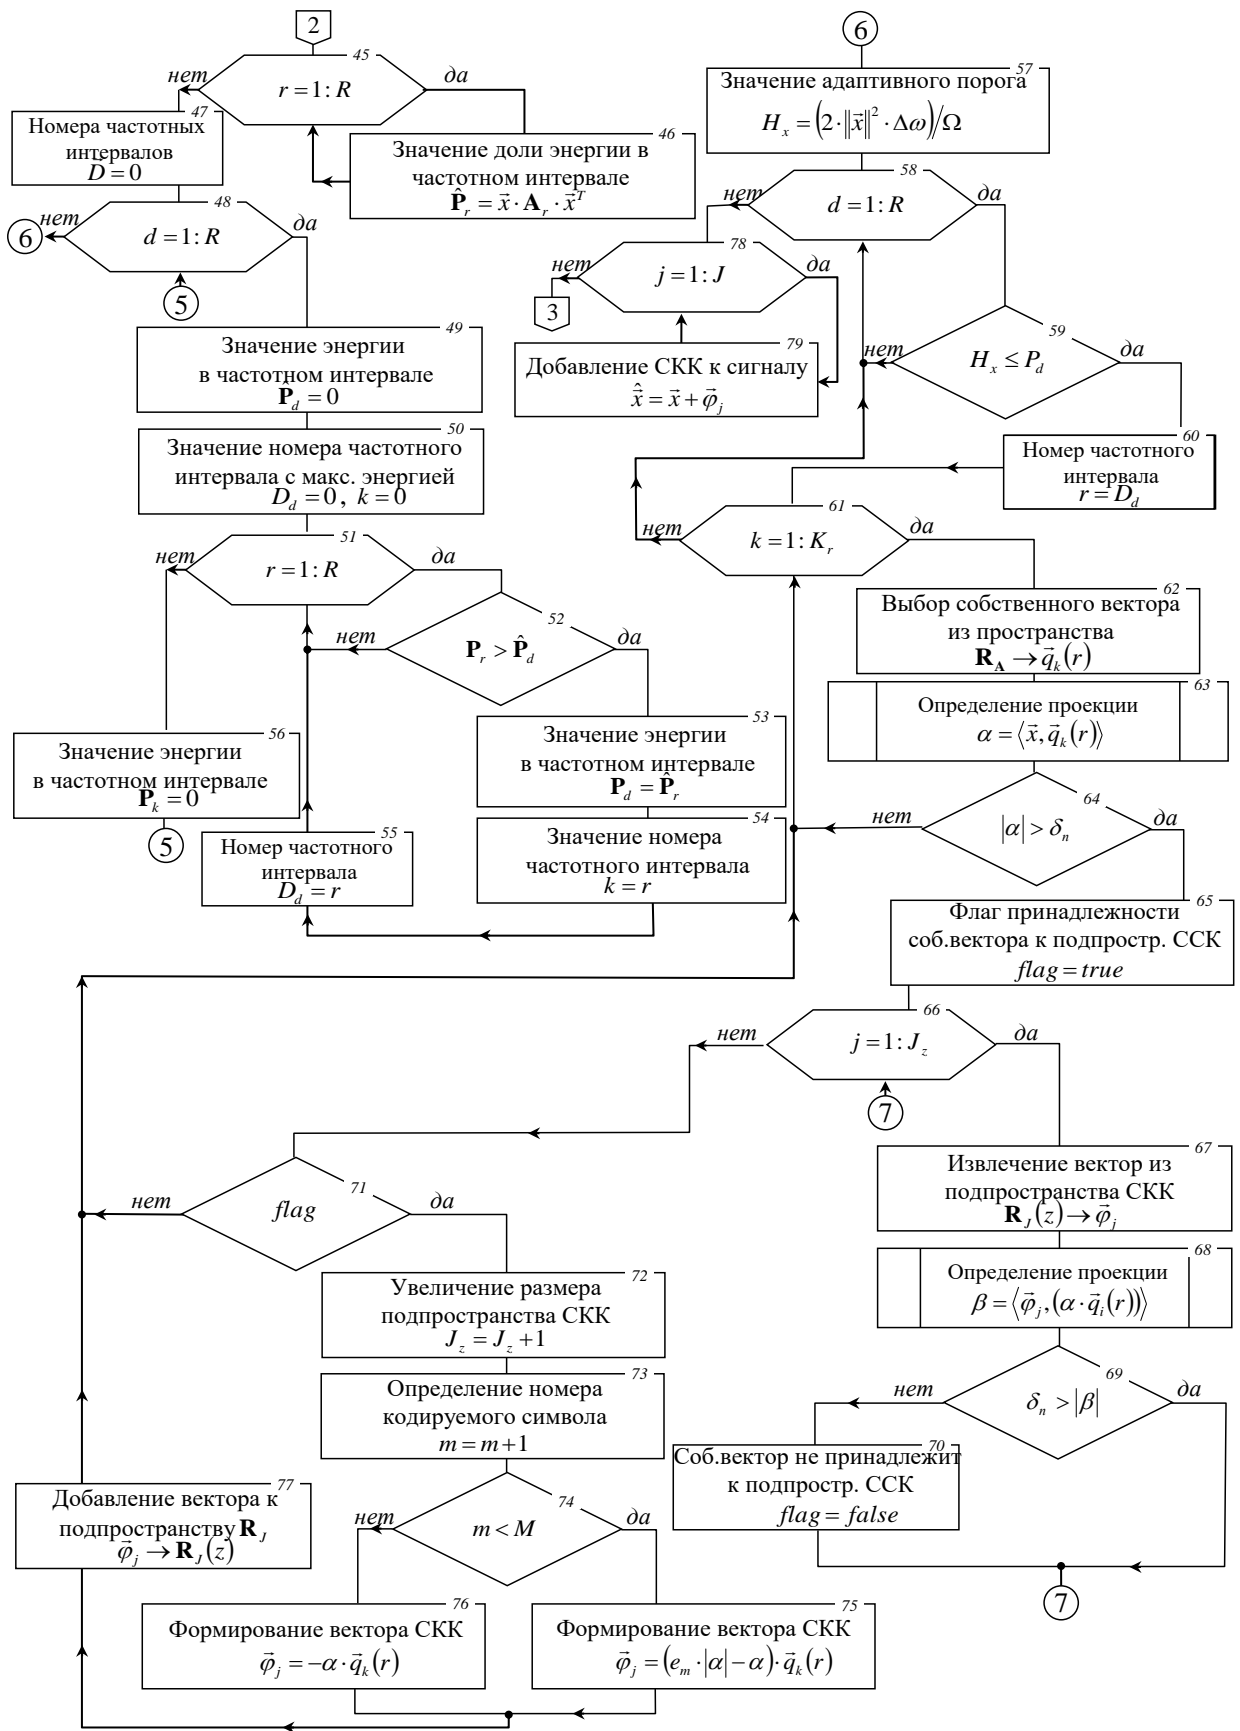 2
45
нет
r = 1 : R
да
47
Номера частотных
интервалов
D⃗ = 0
46
Значение доли энергии в
частотном интервале
P̂_r = x⃗ · A_r · x⃗^T
48
нет
d = 1 : R
да
6
5
49
Значение энергии
в частотном интервале
P̂_d = 0
50
Значение номера частотного
интервала с макс. энергией
D_d = 0 , k = 0
51
нет
r = 1 : R
да
52
нет
P_r > P̂_d
да
53
Значение энергии
в частотном интервале
P_d = P̂_r
54
Значение номера
частотного интервала
k = r
55
Номер частотного
интервала
D_d = r
56
Значение энергии
в частотном интервале
P_k = 0
5
6
57
Значение адаптивного порога
H_x = (2 · ‖x⃗‖² · Δω)/Ω
58
нет
d = 1 : R
да
78
нет
j = 1 : J
да
3
79
Добавление СКК к сигналу
x̂⃗ = x⃗ + φ⃗_j
59
нет
H_x ≤ P_d
да
60
Номер частотного
интервала
r = D_d
61
нет
k = 1 : K_r
да
62
Выбор собственного вектора
из пространства
R_A → q⃗_k(r)
63
Определение проекции
α = ⟨x⃗, q⃗_k(r)⟩
64
нет
|α| > δ_n
да
65
Флаг принадлежности
соб.вектора к подпростр. ССК
flag = true
66
нет
j = 1 : J_z
да
7
67
Извлечение вектор из
подпространства СКК
R_J(z) → φ⃗_j
68
Определение проекции
β = ⟨φ⃗_j, (α · q⃗_i(r))⟩
69
нет
δ_n > |β|
да
70
Соб.вектор не принадлежит
к подпростр. ССК
flag = false
7
71
нет
flag
да
72
Увеличение размера
подпространства СКК
J_z = J_z + 1
73
Определение номера
кодируемого символа
m = m + 1
74
нет
m < M
да
77
Добавление вектора к
подпространству R_J
φ⃗_j → R_J(z)
76
Формирование вектора СКК
φ⃗_j = −α · q⃗_k(r)
75
Формирование вектора СКК
φ⃗_j = (e_m · |α| − α) · q⃗_k(r)